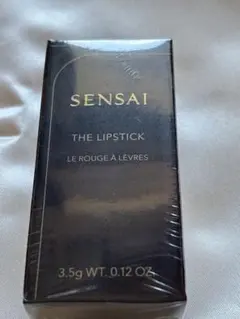 SENSAI
THE LIPSTICK
LE ROUGE À LÈVRES
3.5g WT. 0.12 OZ.